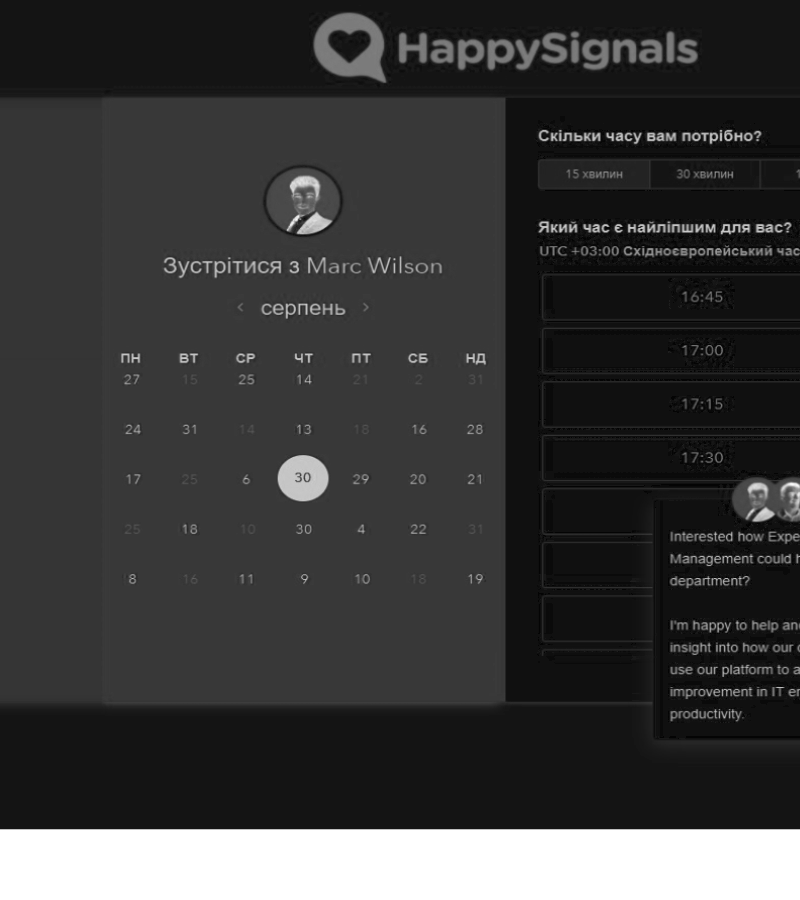 HappySignals
Зустрітися з Marc Wilson
< серпень >
ПН ВТ СР ЧТ ПТ СБ НД
27 15 25 14 21 2 31
24 31 14 13 18 16 28
17 25 6 30 29 20 21
25 18 10 30 4 22 31
8 16 11 9 10 18 19
Скільки часу вам потрібно?
15 хвилин 30 хвилин 1
Який час є найліпшим для вас?
UTC +03:00 Східноєвропейський час
16:45
17:00
17:15
17:30
Interested how Expe
Management could h
department?
I'm happy to help and
insight into how our c
use our platform to a
improvement in IT en
productivity.